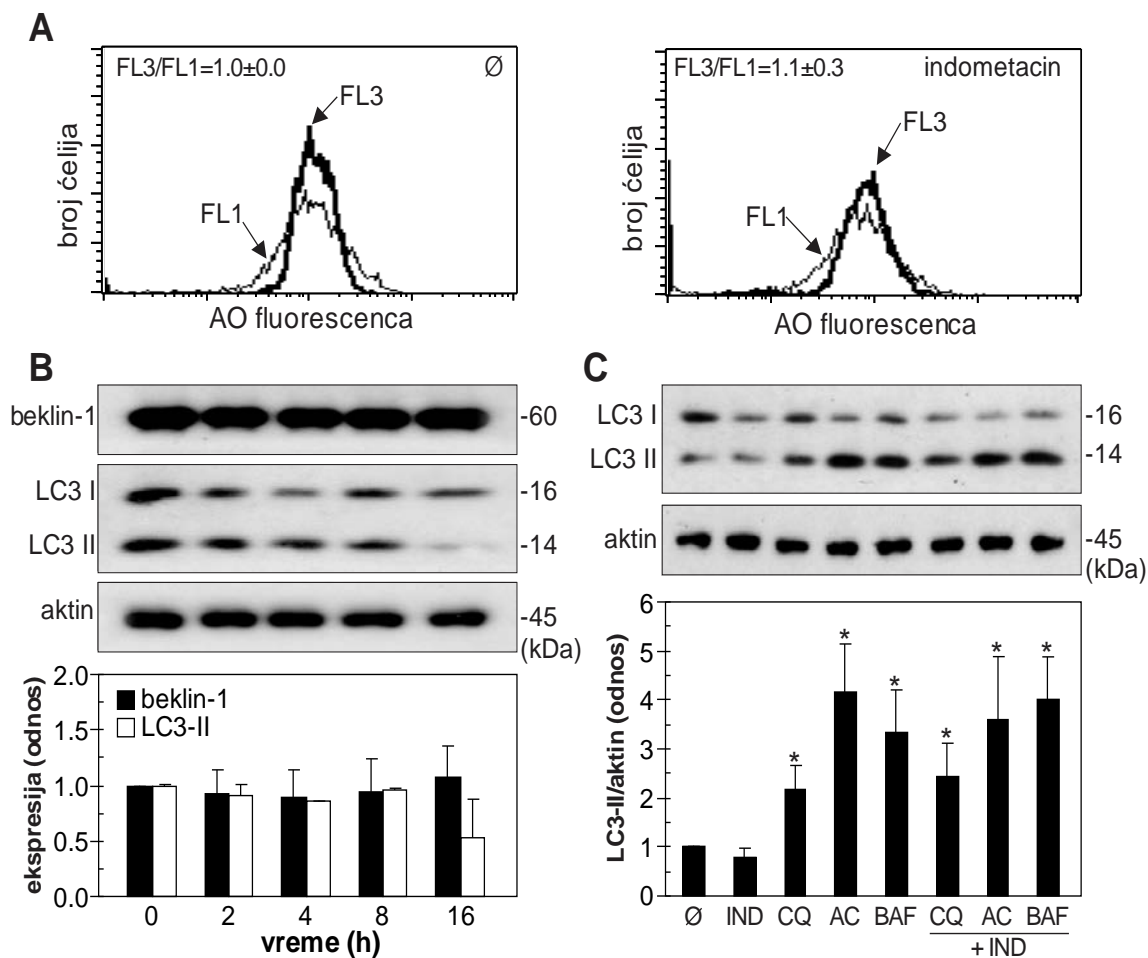 A
FL3/FL1=1.0±0.0
Ø
FL3
FL1
broj ćelija
AO fluorescenca
FL3/FL1=1.1±0.3
indometacin
FL3
FL1
broj ćelija
AO fluorescenca
B
beklin-1
-60
LC3 I
-16
LC3 II
-14
aktin
-45
(kDa)
ekspresija (odnos)
2.0
1.5
1.0
0.5
0.0
beklin-1
LC3-II
0 2 4 8 16
vreme (h)
C
LC3 I
-16
LC3 II
-14
aktin
-45
(kDa)
LC3-II/aktin (odnos)
6
5
4
3
2
1
0
* * * * * *
Ø IND CQ AC BAF CQ AC BAF
+ IND